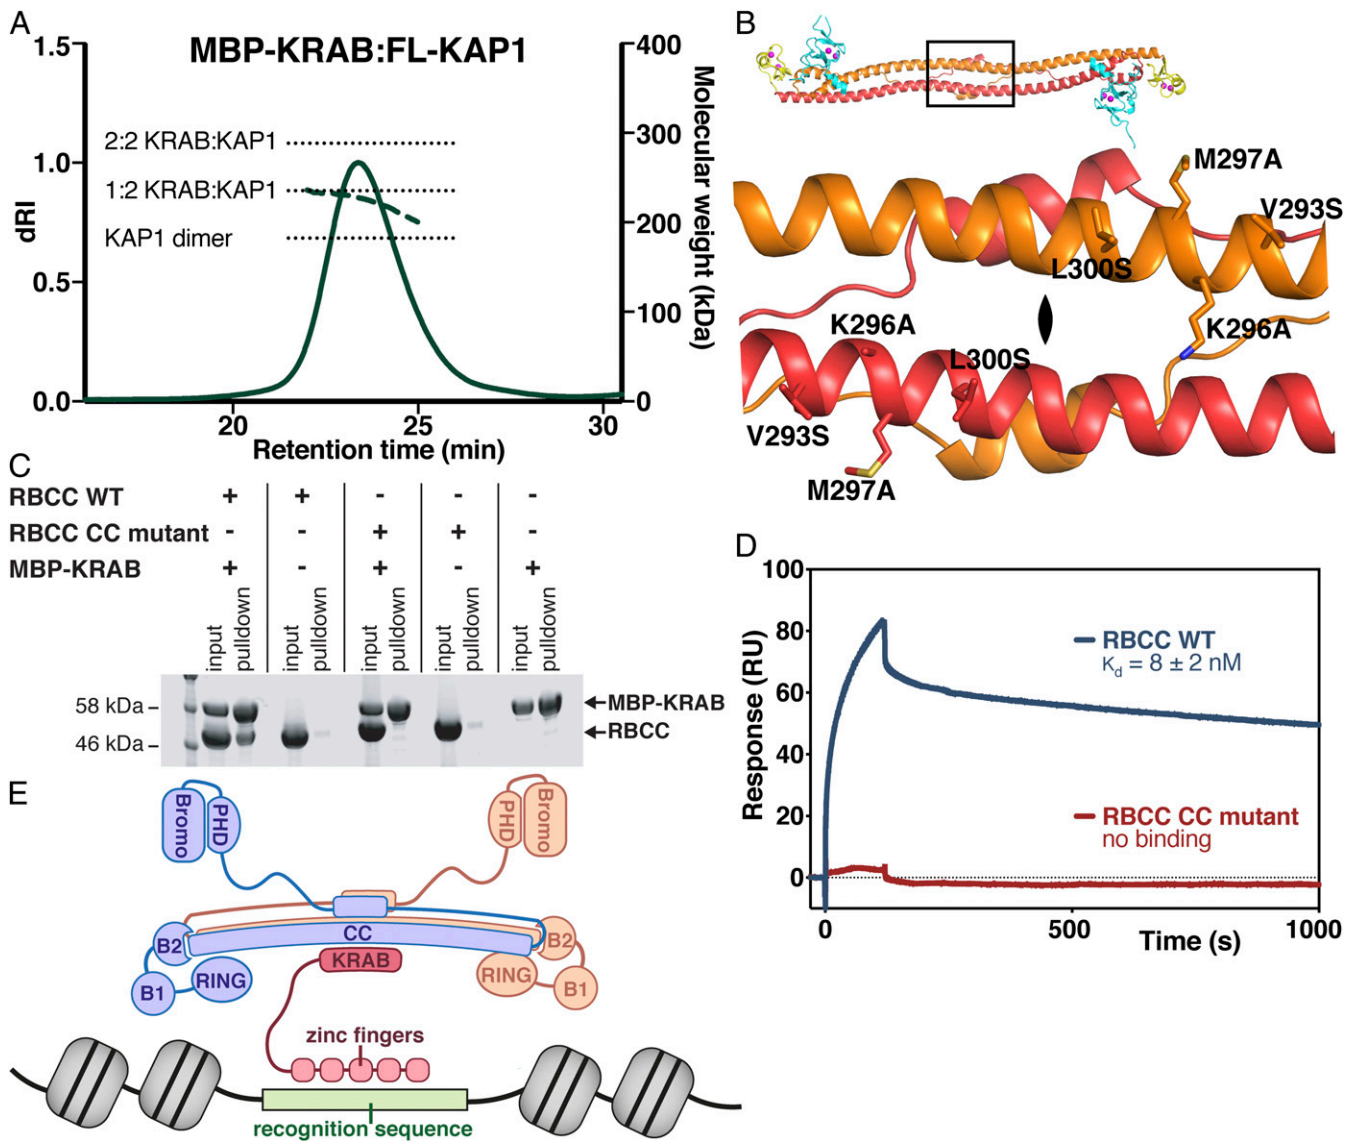 A
MBP-KRAB:FL-KAP1
1.5
1.0
0.5
0.0
dRI
400
300
200
100
0
Molecular weight (kDa)
2:2 KRAB:KAP1
1:2 KRAB:KAP1
KAP1 dimer
20
25
30
Retention time (min)
B
M297A
V293S
L300S
K296A
K296A
L300S
V293S
M297A
C
RBCC WT + + - - -
RBCC CC mutant - - + + -
MBP-KRAB + - + - +
input
pulldown
input
pulldown
input
pulldown
input
pulldown
input
pulldown
58 kDa
46 kDa
MBP-KRAB
RBCC
D
100
80
60
40
20
0
Response (RU)
RBCC WT
Kd = 8 ± 2 nM
RBCC CC mutant
no binding
0
500
1000
Time (s)
E
Bromo
PHD
PHD
Bromo
CC
B2
B2
KRAB
RING
RING
B1
B1
zinc fingers
recognition sequence